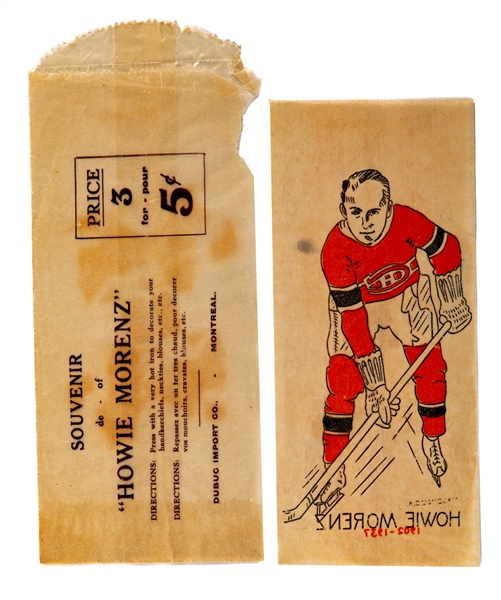 SOUVENIR
de - of
"HOWIE MORENZ"
DIRECTIONS: Press with a very hot iron to decorate your
handkerchiefs, neckties, blouses, etc., etc.
DIRECTIONS: Repassez avec un fer tres chaud, pour decorer
vos mouchoirs, cravates, blouses, etc.
DUBUC IMPORT CO., - MONTREAL.
PRICE
3
for - pour
5¢
CH
HOWIE MORENZ
1902-1937